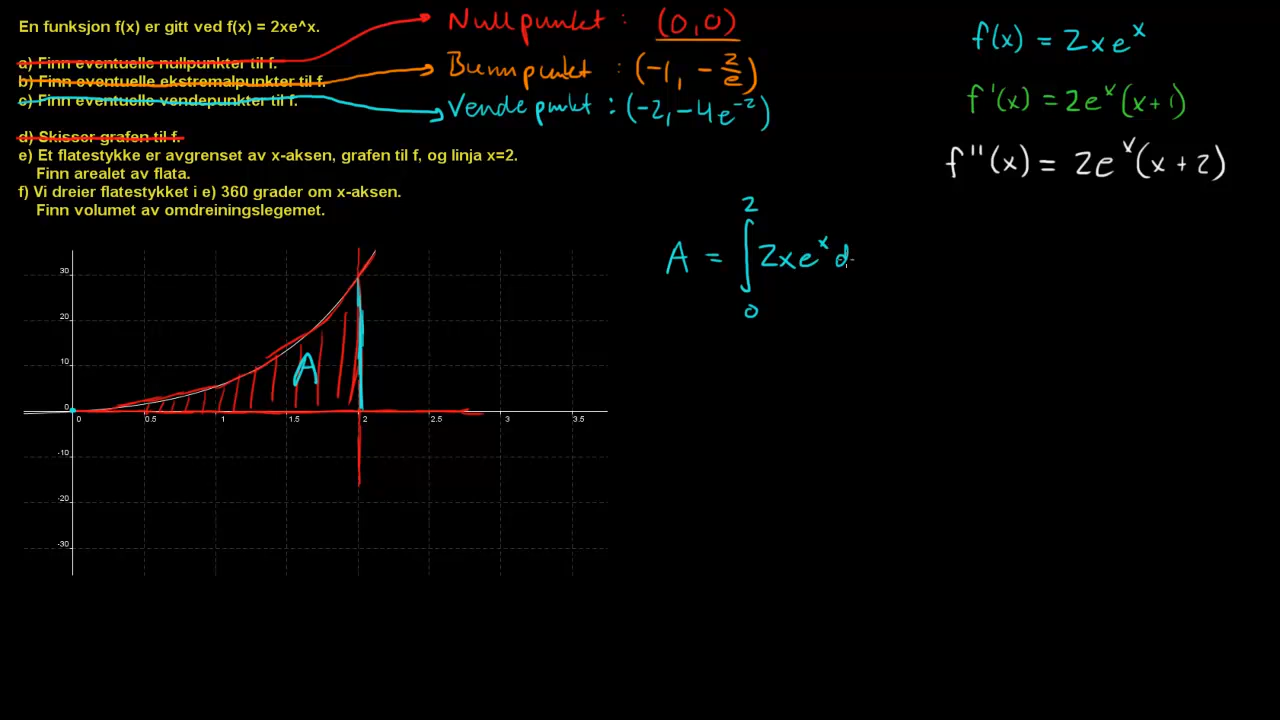 En funksjon f(x) er gitt ved f(x) = 2xe^x.
a) Finn eventuelle nullpunkter til f.
b) Finn eventuelle ekstremalpunkter til f.
c) Finn eventuelle vendepunkter til f.
d) Skisser grafen til f.
e) Et flatestykke er avgrenset av x-aksen, grafen til f, og linja x=2.
Finn arealet av flata.
f) Vi dreier flatestykket i e) 360 grader om x-aksen.
Finn volumet av omdreiningslegemet.
Nullpunkt : (0,0)
Bunnpunkt : (-1, -2/e)
Vendepunkt : (-2, -4e^-2)
f(x) = 2xe^x
f'(x) = 2e^x(x+1)
f''(x) = 2e^x(x+2)
A = ∫₀² 2xe^x d
A
30
20
10
0
-10
-20
-30
0 0.5 1 1.5 2 2.5 3 3.5